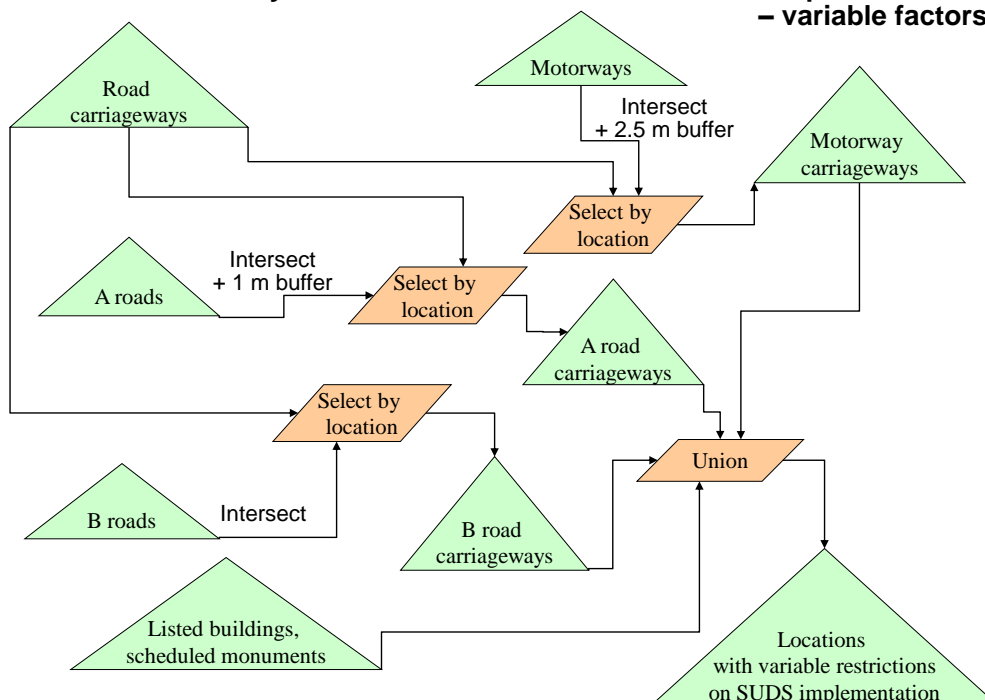 – variable factors
Road
carriageways
Motorways
Intersect
+ 2.5 m buffer
Motorway
carriageways
Select by
location
A roads
Intersect
+ 1 m buffer
Select by
location
A road
carriageways
Select by
location
Union
B roads
Intersect
B road
carriageways
Listed buildings,
scheduled monuments
Locations
with variable restrictions
on SUDS implementation